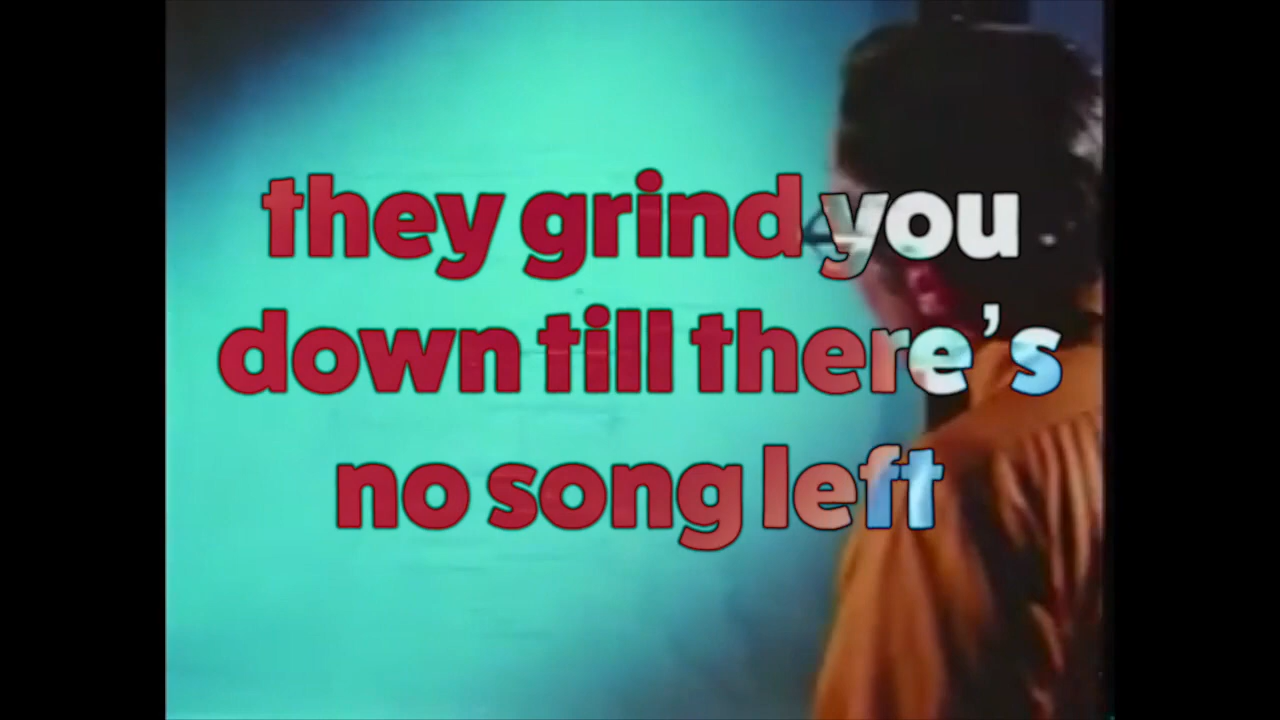 they grind you
down till there's
no song left